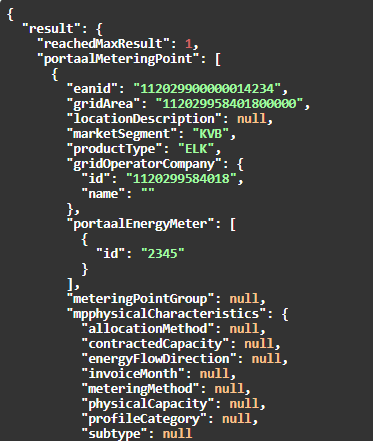 {
"result": {
"reachedMaxResult": 1,
"portaalMeteringPoint": [
{
"eanid": "112029900000014234",
"gridArea": "112029958401800000",
"locationDescription": null,
"marketSegment": "KVB",
"productType": "ELK",
"gridOperatorCompany": {
"id": "1120299584018",
"name": ""
},
"portaalEnergyMeter": [
{
"id": "2345"
}
],
"meteringPointGroup": null,
"mpphysicalCharacteristics": {
"allocationMethod": null,
"contractedCapacity": null,
"energyFlowDirection": null,
"invoiceMonth": null,
"meteringMethod": null,
"physicalCapacity": null,
"profileCategory": null,
"subtype": null